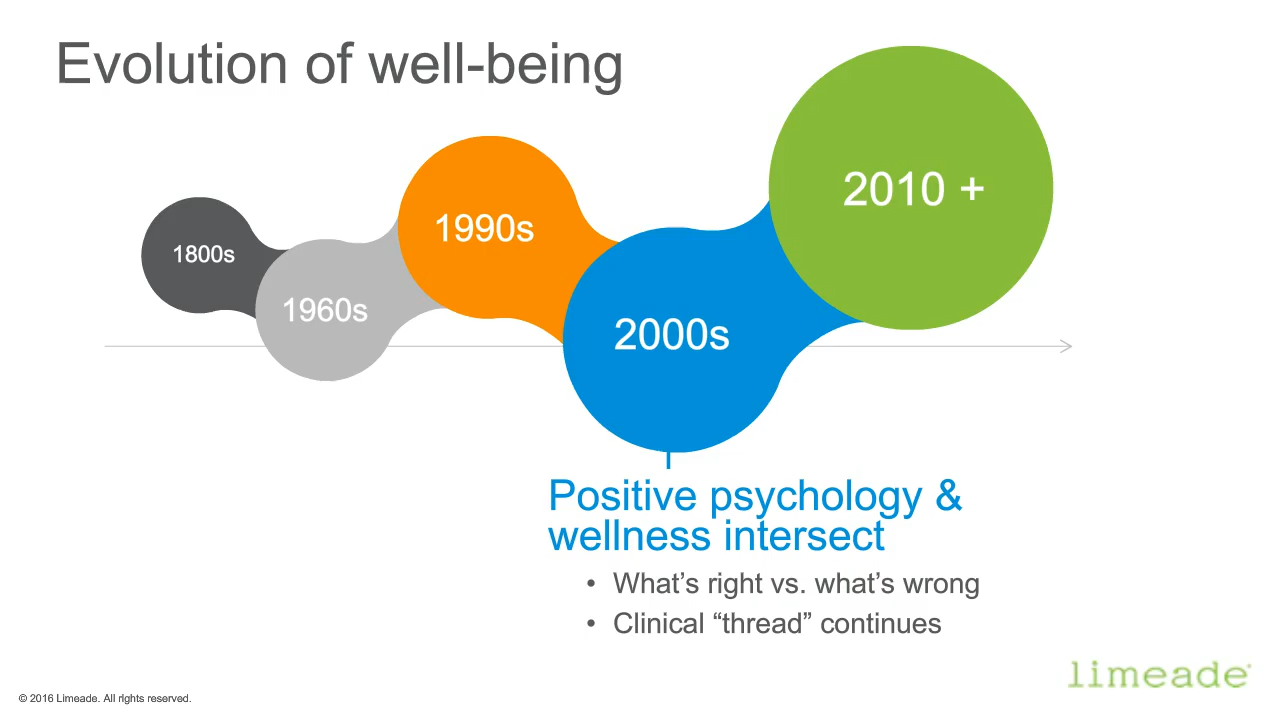 Evolution of well-being
1800s
1960s
1990s
2000s
2010 +
Positive psychology &
wellness intersect
• What’s right vs. what’s wrong
• Clinical “thread” continues
limeade
© 2016 Limeade. All rights reserved.